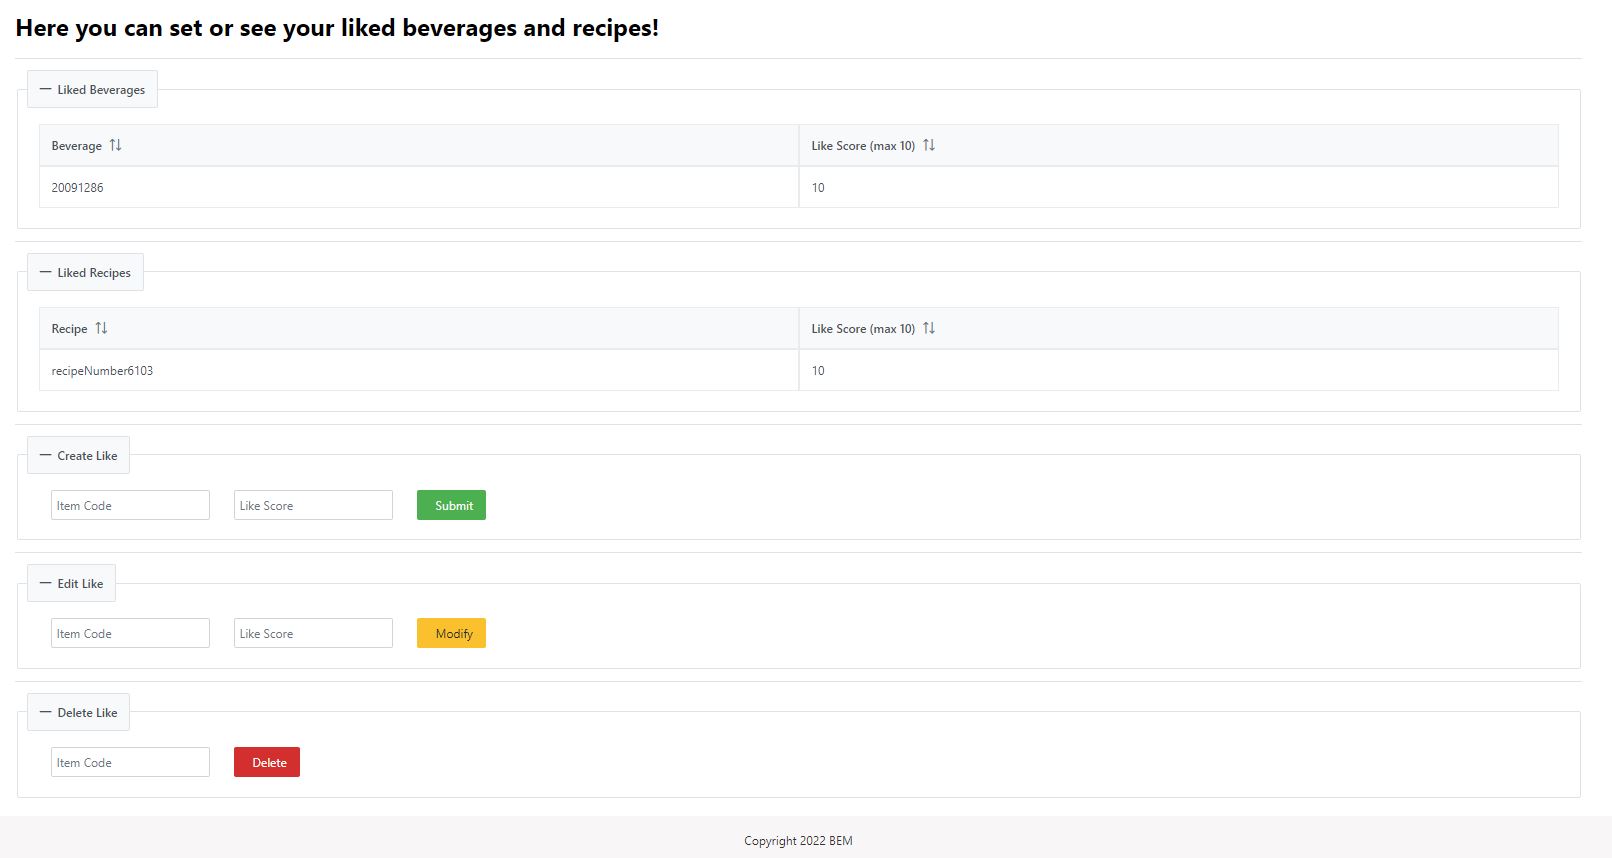 Here you can set or see your liked beverages and recipes!
Liked Beverages
Beverage Like Score (max 10)
20091286 10
Liked Recipes
Recipe Like Score (max 10)
recipeNumber6103 10
Create Like
Item Code Like Score Submit
Edit Like
Item Code Like Score Modify
Delete Like
Item Code Delete
Copyright 2022 BEM